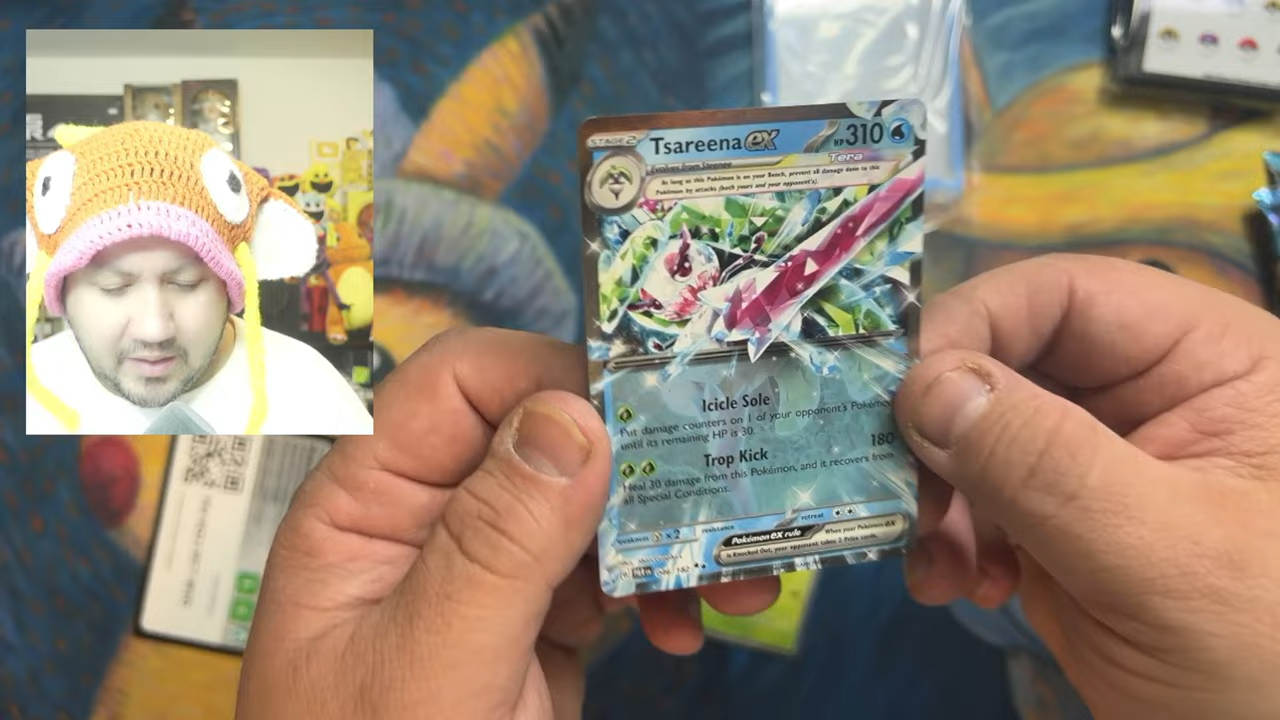 STAGE 2 Tsareena ex HP 310
Evolves from Steenee
Tera
As long as this Pokémon is on your Bench, prevent all damage done to this
Pokémon by attacks (both yours and your opponent's).
Icicle Sole
Put damage counters on 1 of your opponent's Pokémon
until its remaining HP is 30.
Trop Kick 180
Heal 30 damage from this Pokémon, and it recovers from
all Special Conditions.
weakness ×2 resistance retreat
Pokémon ex rule When your Pokémon ex
is Knocked Out, your opponent takes 2 Prize cards.